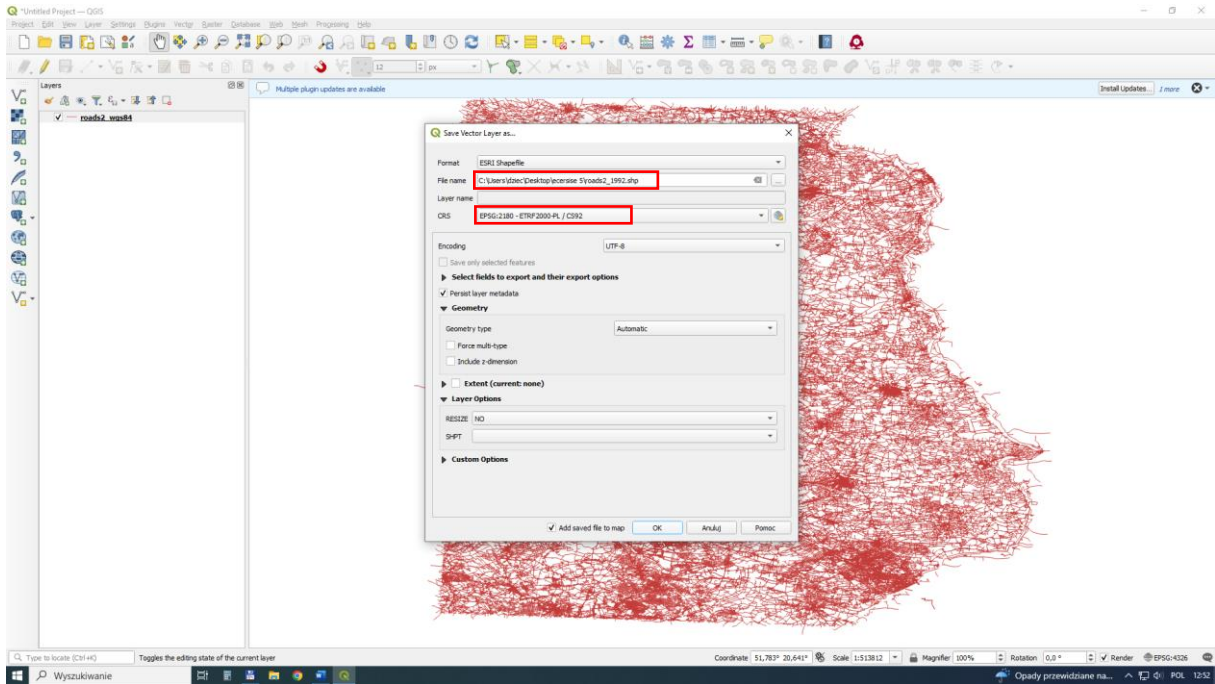 *Untitled Project — QGIS
Project Edit View Layer Settings Plugins Vector Raster Database Web Mesh Processing Help
12 px
Layers
Multiple plugin updates are available
Install Updates... 1 more
roads2_wgs84
Save Vector Layer as...
Format ESRI Shapefile
File name C:\Users\dziec\Desktop\ecersise 5\roads2_1992.shp
Layer name
CRS EPSG:2180 - ETRF2000-PL / CS92
Encoding UTF-8
Save only selected features
Select fields to export and their export options
Persist layer metadata
Geometry
Geometry type Automatic
Force multi-type
Include z-dimension
Extent (current: none)
Layer Options
RESIZE NO
SHPT
Custom Options
Add saved file to map OK Anuluj Pomoc
Type to locate (Ctrl+K) Toggles the editing state of the current layer Coordinate 51,783° 20,641° Scale 1:513812 Magnifier 100% Rotation 0,0 ° Render EPSG:4326
Wyszukiwanie Opady przewidziane na... POL 12:52